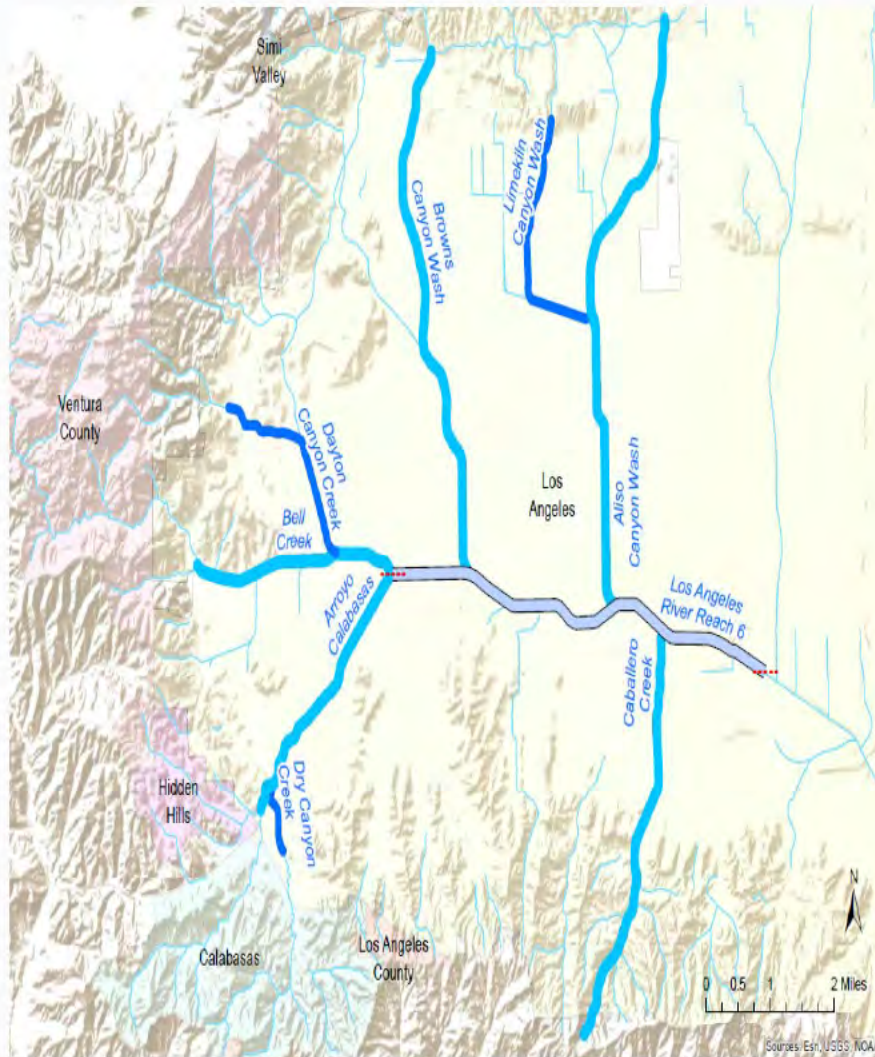 Simi
Valley
Browns
Canyon Wash
Limekiln
Canyon Wash
Ventura
County
Dayton
Canyon Creek
Bell
Creek
Los
Angeles
Aliso
Canyon Wash
Arroyo
Calabasas
Los Angeles
River Reach 6
Caballero
Creek
Dry Canyon
Creek
Hidden
Hills
N
Calabasas
Los Angeles
County
0 0.5 1 2 Miles
Sources: Esri, USGS, NOA